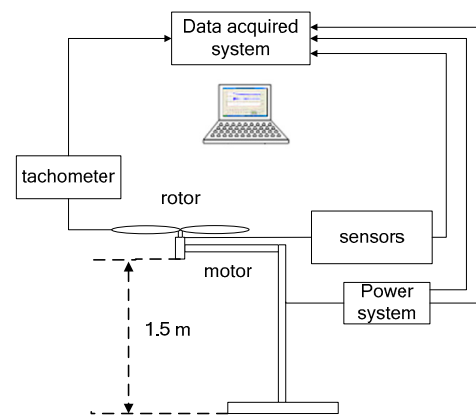 Data acquired
system
tachometer
rotor
sensors
motor
Power
system
1.5 m